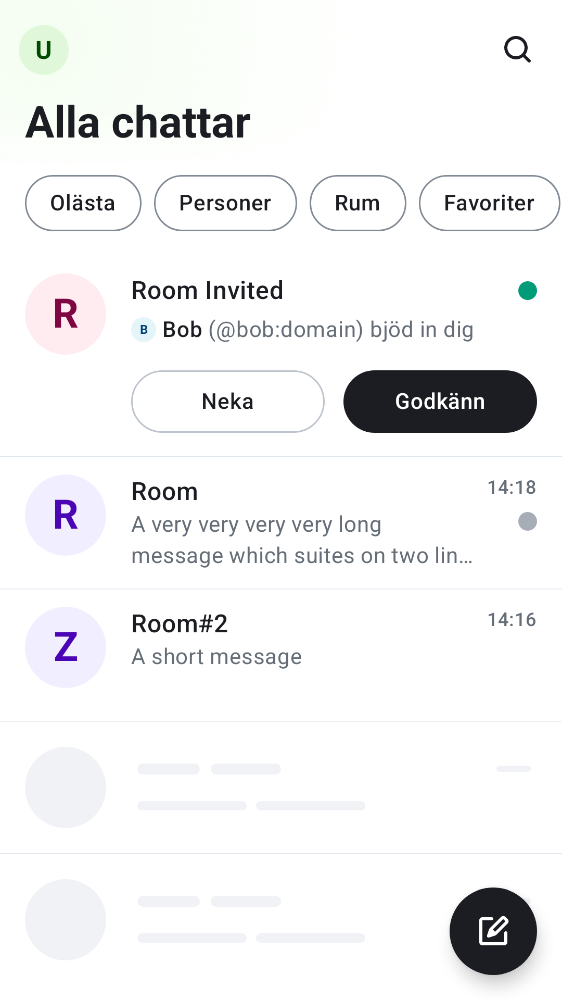 U
Alla chattar
Olästa Personer Rum Favoriter
R
Room Invited
B Bob (@bob:domain) bjöd in dig
Neka Godkänn
R
Room 14:18
A very very very very long
message which suites on two lin…
Z
Room#2 14:16
A short message